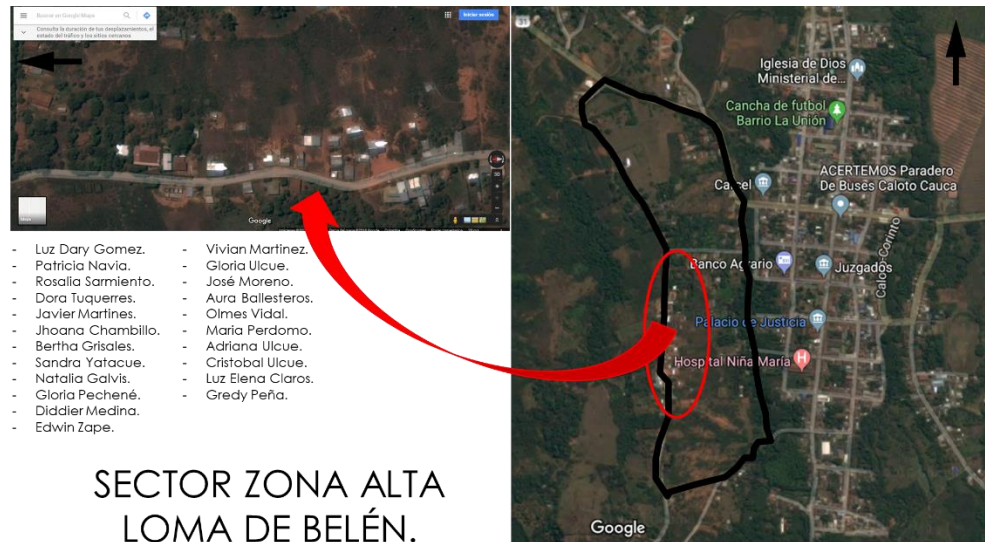 Buscar en Google Maps
Iniciar sesión
Consulta la duración de tus desplazamientos, el
estado del tráfico y los sitios cercanos
Google
- Luz Dary Gomez.
- Patricia Navia.
- Rosalia Sarmiento.
- Dora Tuquerres.
- Javier Martines.
- Jhoana Chambillo.
- Bertha Grisales.
- Sandra Yatacue.
- Natalia Galvis.
- Gloria Pechené.
- Diddier Medina.
- Edwin Zape.
- Vivian Martinez.
- Gloria Ulcue.
- José Moreno.
- Aura Ballesteros.
- Olmes Vidal.
- Maria Perdomo.
- Adriana Ulcue.
- Cristobal Ulcue.
- Luz Elena Claros.
- Gredy Peña.
SECTOR ZONA ALTA
LOMA DE BELÉN.
31
Iglesia de Dios
Ministerial de...
Cancha de futbol
Barrio La Unión
Carcel
ACERTEMOS Paradero
De Buses Caloto Cauca
Caloto-Corinto
Banco Agrario
Juzgados
Palacio de Justicia
Hospital Niña María
H
Google